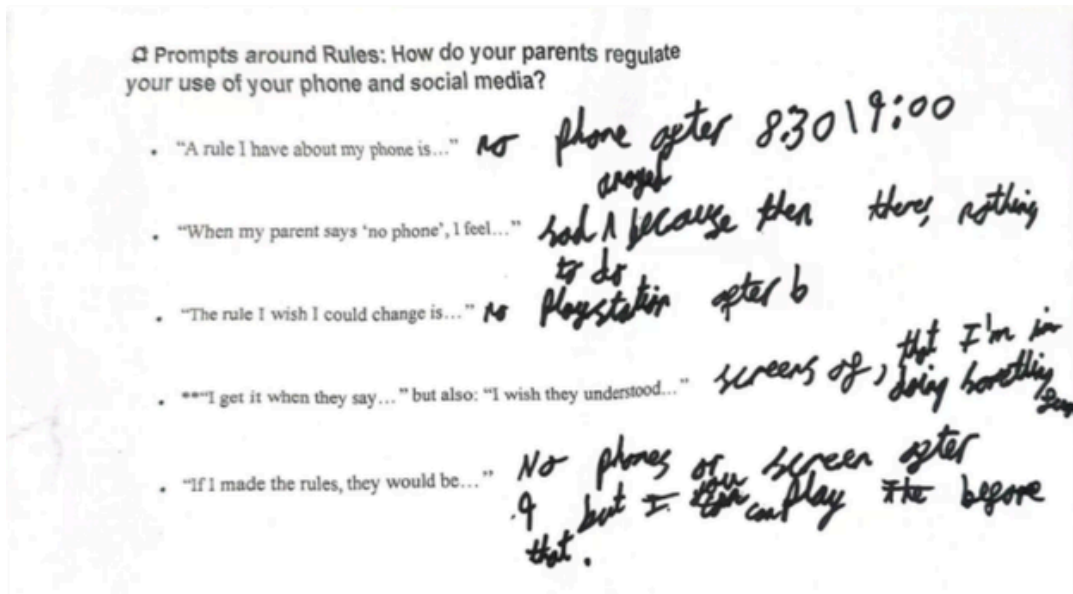 Prompts around Rules: How do your parents regulate
your use of your phone and social media?
• "A rule I have about my phone is…" no phone after 8:30 \ 9:00
• "When my parent says 'no phone', I feel…" sad ^ because then theres nothing
to do
• "The rule I wish I could change is…" no Playstation after 6
• **"I get it when they say…" but also: "I wish they understood…" screens of, that I'm in
doing something
• "If I made the rules, they would be…" No phones or screen after
9 but I you can play the before
that.